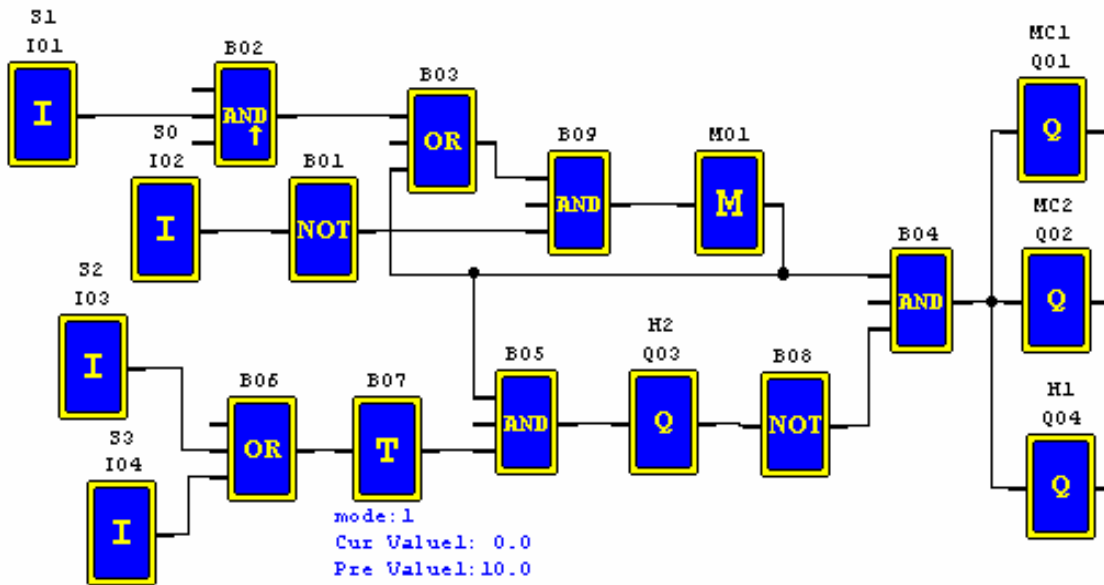 S1
I01
I
B02
AND
↑
S0
I02
I
B01
NOT
B03
OR
B09
AND
M01
M
B04
AND
MC1
Q01
Q
MC2
Q02
Q
H1
Q04
Q
S2
I03
I
S3
I04
I
B06
OR
B07
T
mode:1
Cur Value1: 0.0
Pre Value1:10.0
B05
AND
H2
Q03
Q
B08
NOT